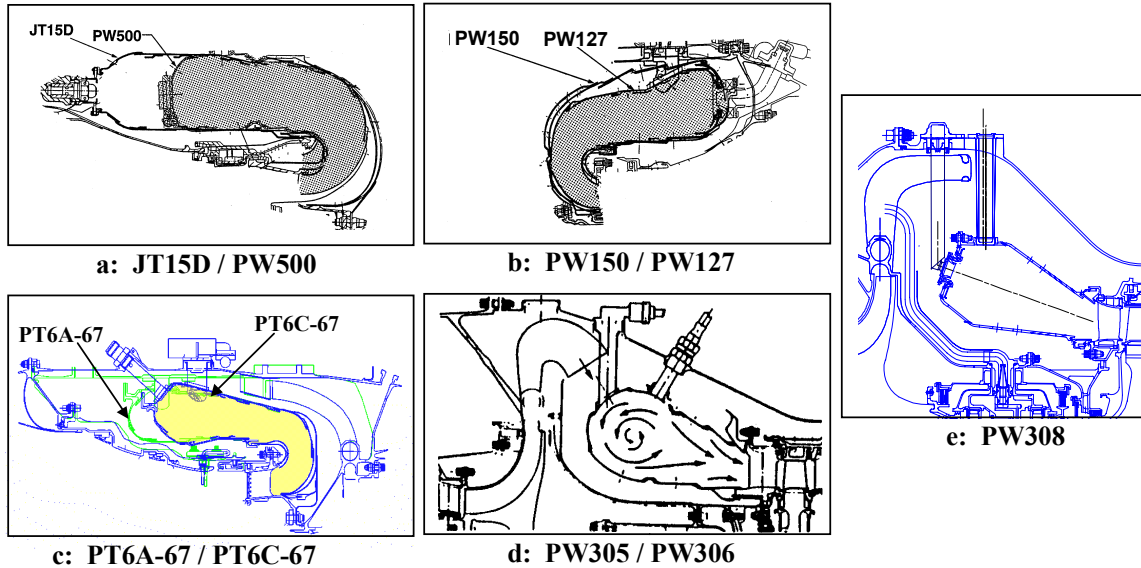 JT15D
PW500
a: JT15D / PW500
PW150
PW127
b: PW150 / PW127
PT6A-67
PT6C-67
c: PT6A-67 / PT6C-67
d: PW305 / PW306
e: PW308